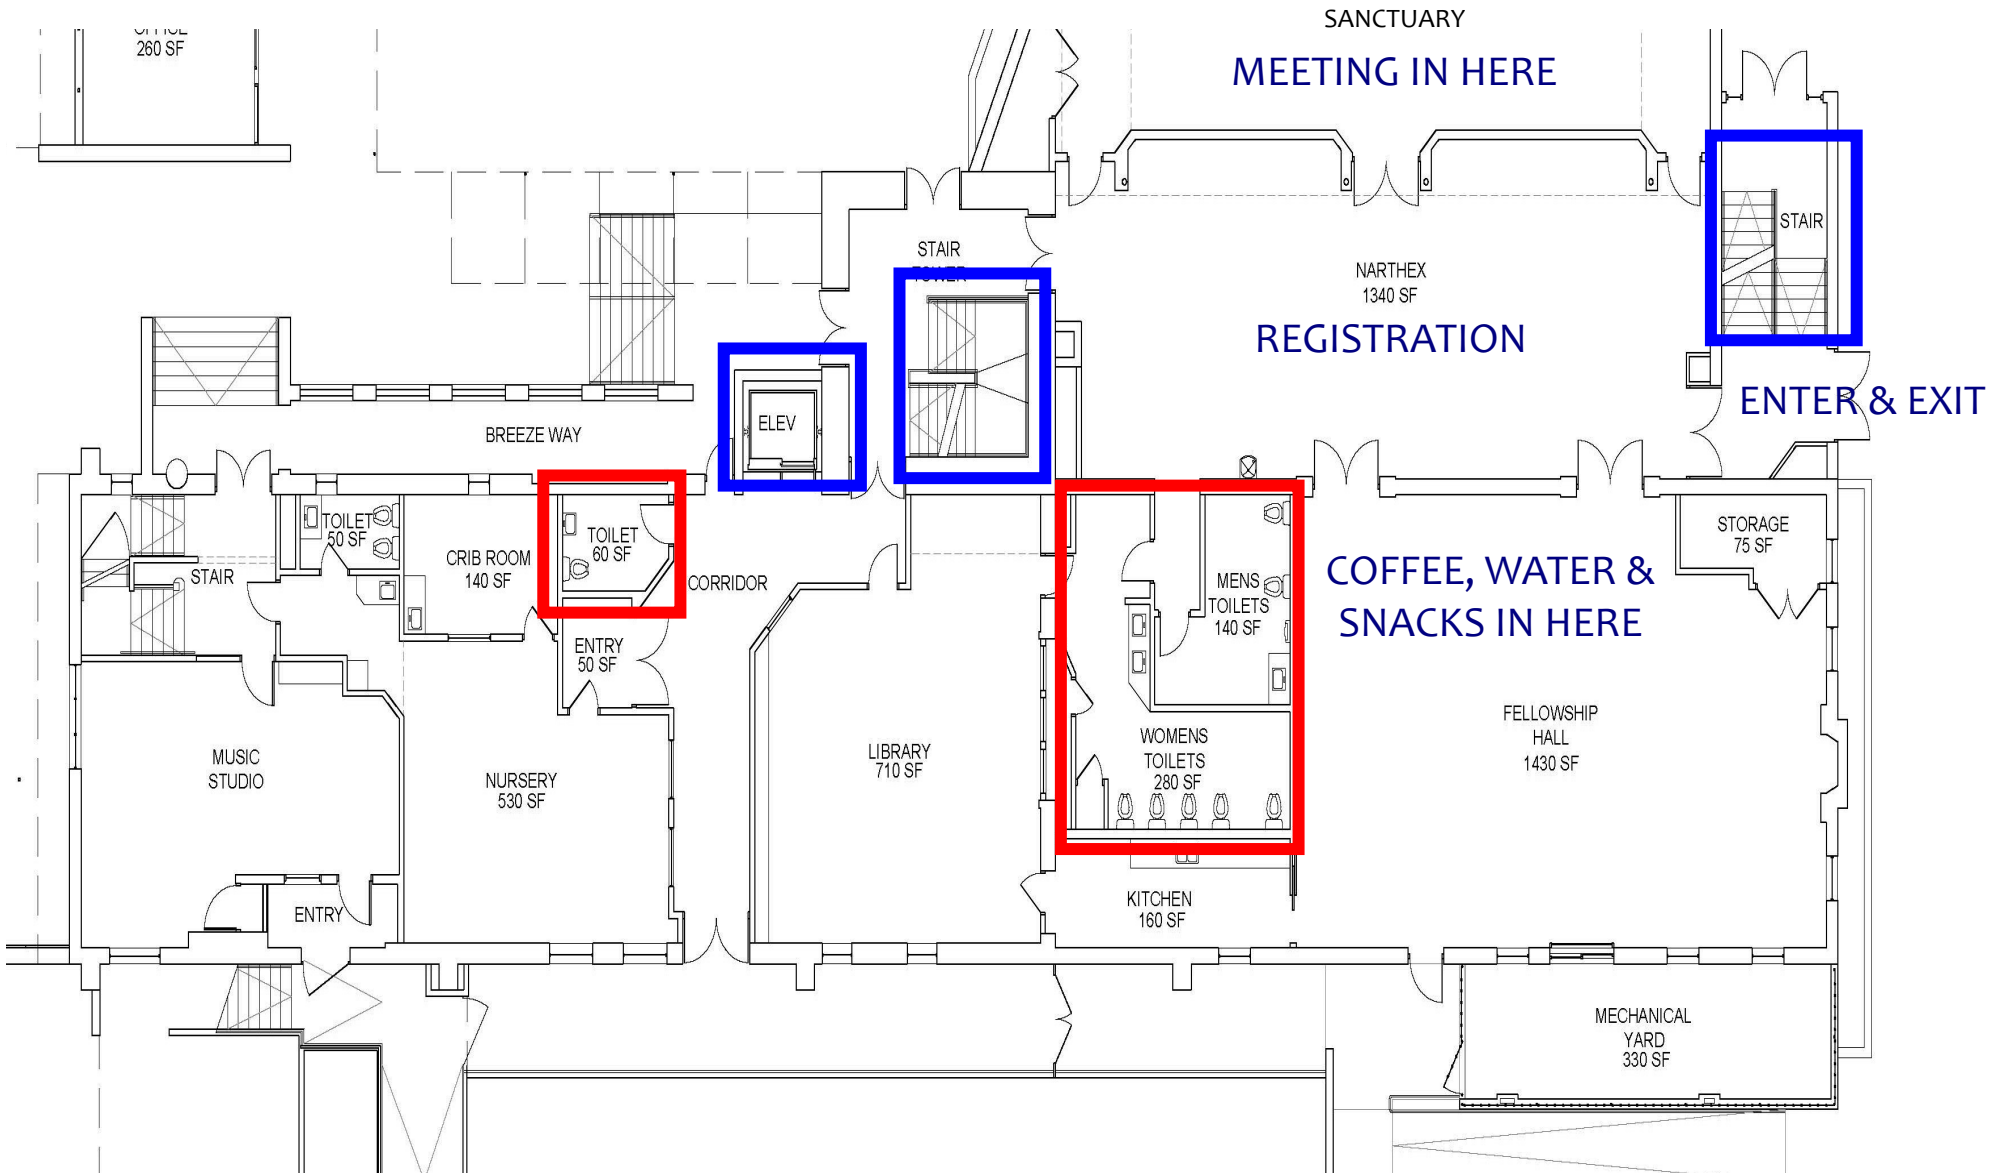 SANCTUARY
MEETING IN HERE
OFFICE
260 SF
STAIR
STAIR
TOWER
NARTHEX
1340 SF
REGISTRATION
ENTER & EXIT
ELEV
BREEZE WAY
TOILET
50 SF
CRIB ROOM
140 SF
TOILET
60 SF
CORRIDOR
STAIR
ENTRY
50 SF
MENS
TOILETS
140 SF
COFFEE, WATER &
SNACKS IN HERE
STORAGE
75 SF
MUSIC
STUDIO
NURSERY
530 SF
LIBRARY
710 SF
WOMENS
TOILETS
280 SF
FELLOWSHIP
HALL
1430 SF
ENTRY
KITCHEN
160 SF
MECHANICAL
YARD
330 SF